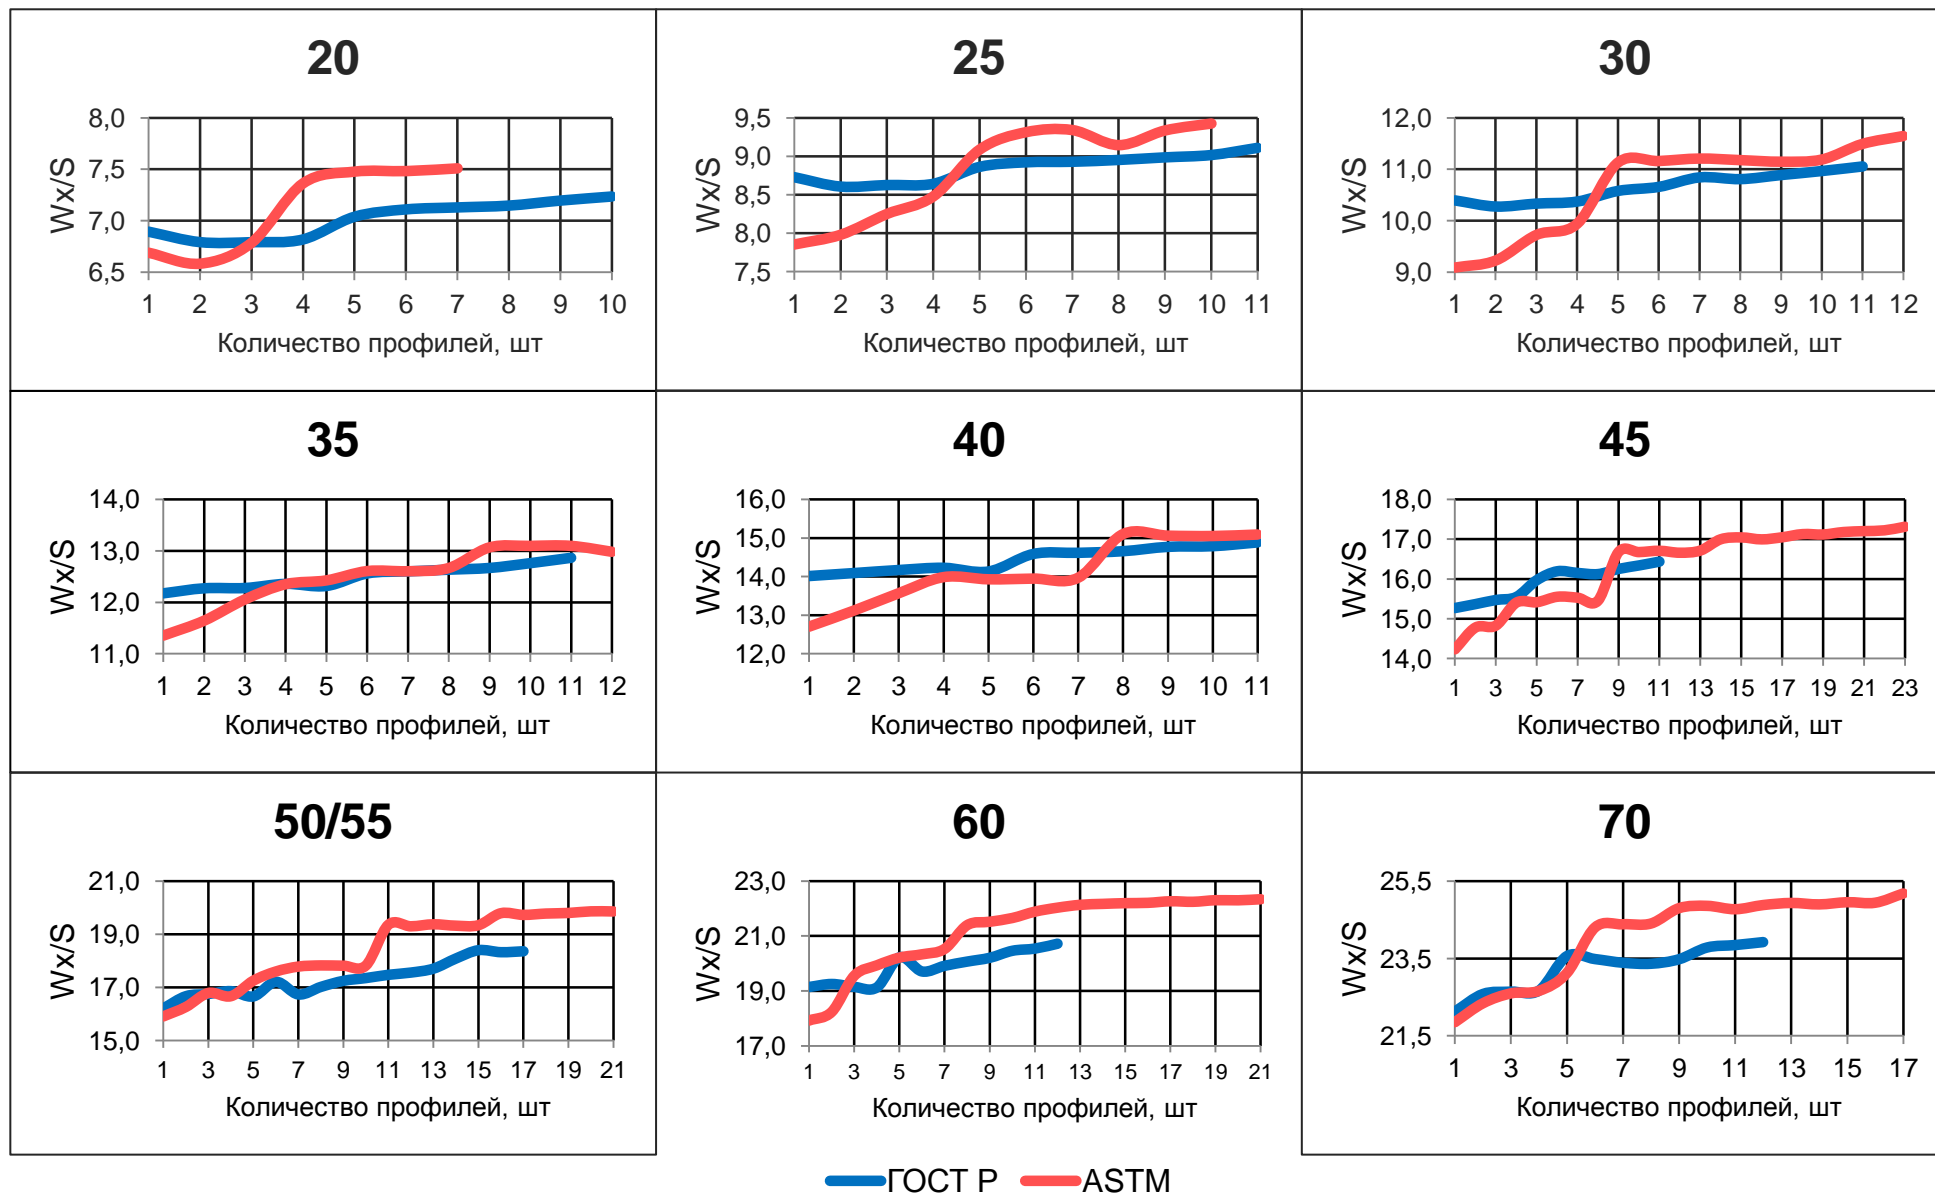 20
8,0
7,5
7,0
6,5
Wx/S
1 2 3 4 5 6 7 8 9 10
Количество профилей, шт
25
9,5
9,0
8,5
8,0
7,5
Wx/S
1 2 3 4 5 6 7 8 9 10 11
Количество профилей, шт
30
12,0
11,0
10,0
9,0
Wx/S
1 2 3 4 5 6 7 8 9 10 11 12
Количество профилей, шт
35
14,0
13,0
12,0
11,0
Wx/S
1 2 3 4 5 6 7 8 9 10 11 12
Количество профилей, шт
40
16,0
15,0
14,0
13,0
12,0
Wx/S
1 2 3 4 5 6 7 8 9 10 11
Количество профилей, шт
45
18,0
17,0
16,0
15,0
14,0
Wx/S
1 3 5 7 9 11 13 15 17 19 21 23
Количество профилей, шт
50/55
21,0
19,0
17,0
15,0
Wx/S
1 3 5 7 9 11 13 15 17 19 21
Количество профилей, шт
60
23,0
21,0
19,0
17,0
Wx/S
1 3 5 7 9 11 13 15 17 19 21
Количество профилей, шт
70
25,5
23,5
21,5
Wx/S
1 3 5 7 9 11 13 15 17
Количество профилей, шт
ГОСТ Р ASTM